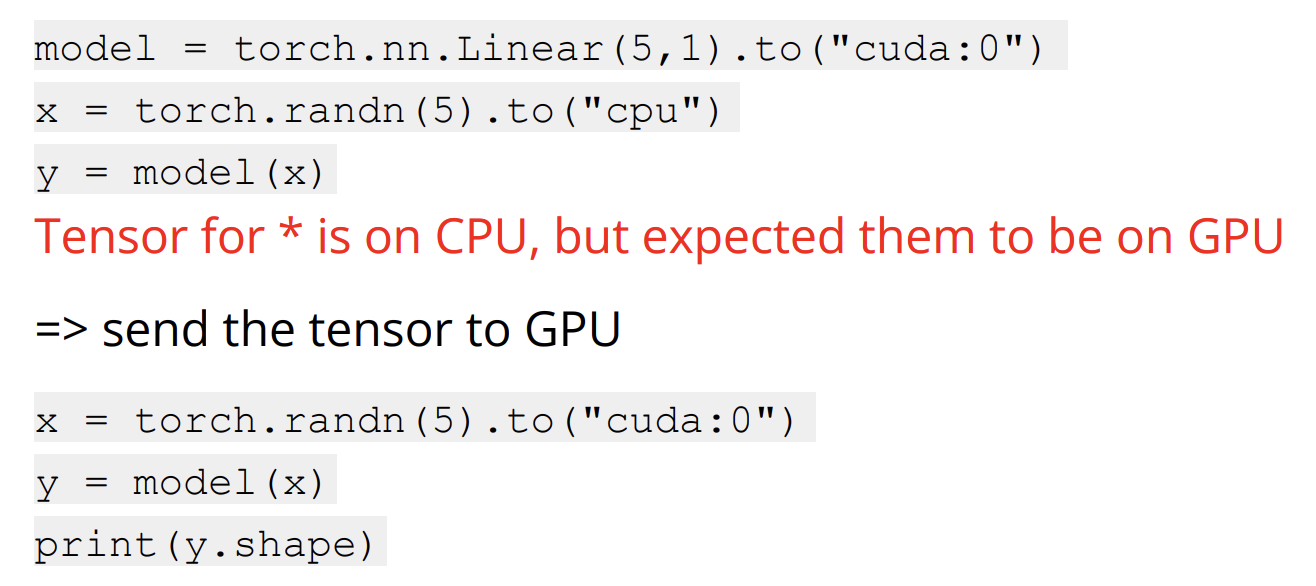 model = torch.nn.Linear(5,1).to("cuda:0")
x = torch.randn(5).to("cpu")
y = model(x)
Tensor for * is on CPU, but expected them to be on GPU
=> send the tensor to GPU
x = torch.randn(5).to("cuda:0")
y = model(x)
print(y.shape)